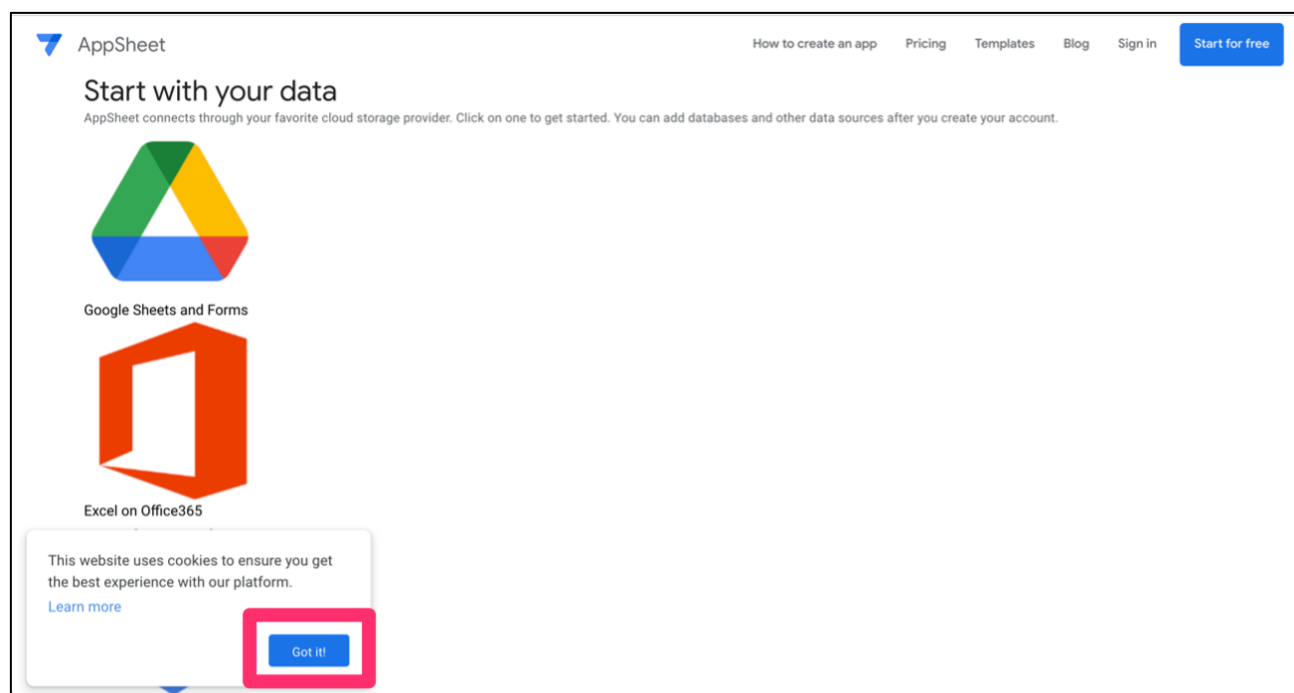 AppSheet
How to create an app
Pricing
Templates
Blog
Sign in
Start for free
Start with your data
AppSheet connects through your favorite cloud storage provider. Click on one to get started. You can add databases and other data sources after you create your account.
Google Sheets and Forms
Excel on Office365
This website uses cookies to ensure you get
the best experience with our platform.
Learn more
Got it!